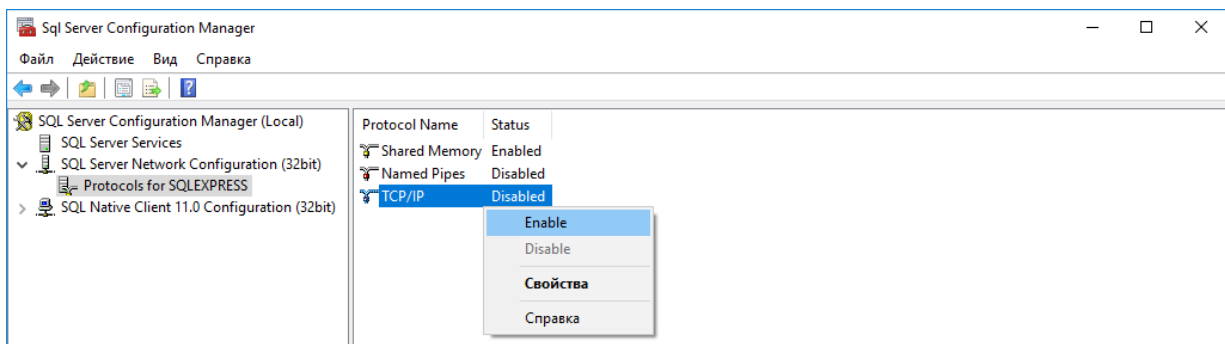 Sql Server Configuration Manager
Файл Действие Вид Справка
SQL Server Configuration Manager (Local)
SQL Server Services
SQL Server Network Configuration (32bit)
Protocols for SQLEXPRESS
SQL Native Client 11.0 Configuration (32bit)
Protocol Name Status
Shared Memory Enabled
Named Pipes Disabled
TCP/IP Disabled
Enable
Disable
Свойства
Справка